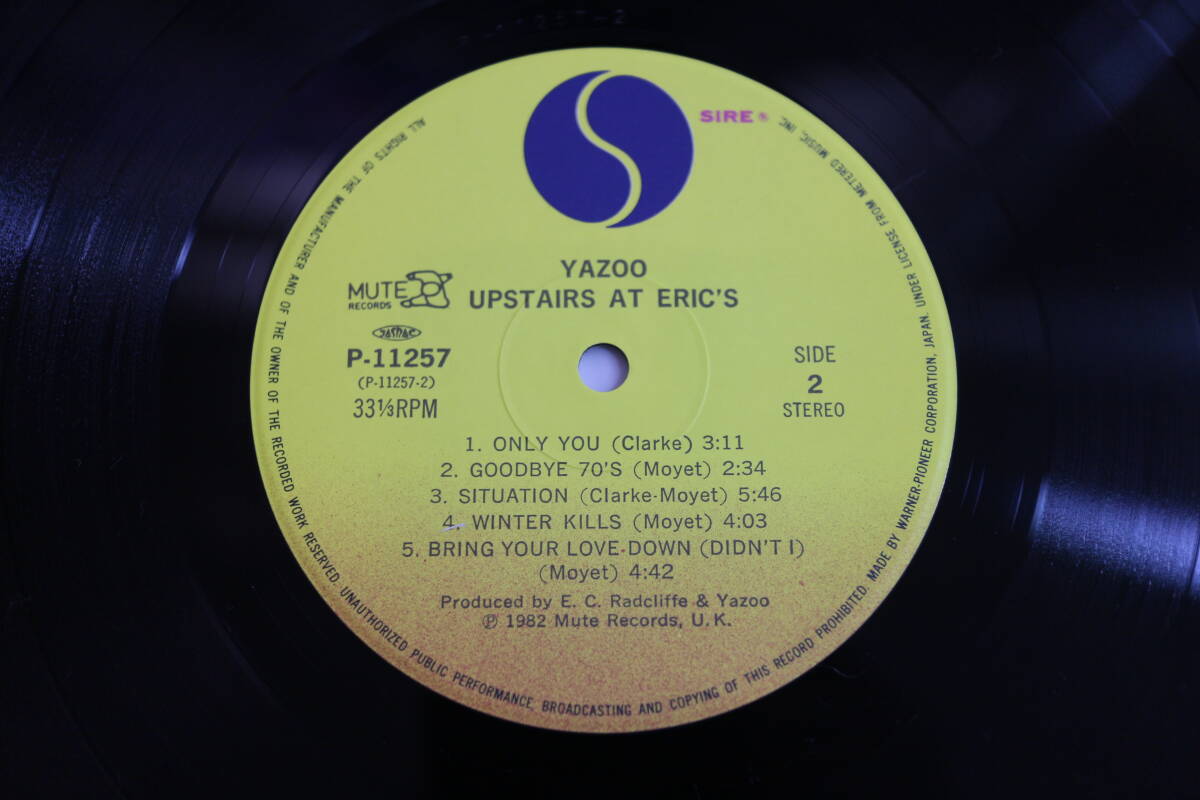 SIRE ®
YAZOO
UPSTAIRS AT ERIC'S
MUTE
RECORDS
JASRAC
P-11257
(P-11257-2)
33⅓RPM
SIDE
2
STEREO
1. ONLY YOU (Clarke) 3:11
2. GOODBYE 70'S (Moyet) 2:34
3. SITUATION (Clarke-Moyet) 5:46
4. WINTER KILLS (Moyet) 4:03
5. BRING YOUR LOVE DOWN (DIDN'T I)
(Moyet) 4:42
Produced by E. C. Radcliffe & Yazoo
℗ 1982 Mute Records, U.K.
ALL RIGHTS OF THE MANUFACTURER AND OF THE OWNER OF THE RECORDED WORK RESERVED. UNAUTHORIZED PUBLIC PERFORMANCE, BROADCASTING AND COPYING OF THIS RECORD PROHIBITED. MADE BY WARNER-PIONEER CORPORATION, JAPAN. UNDER LICENSE FROM METERED MUSIC, INC.